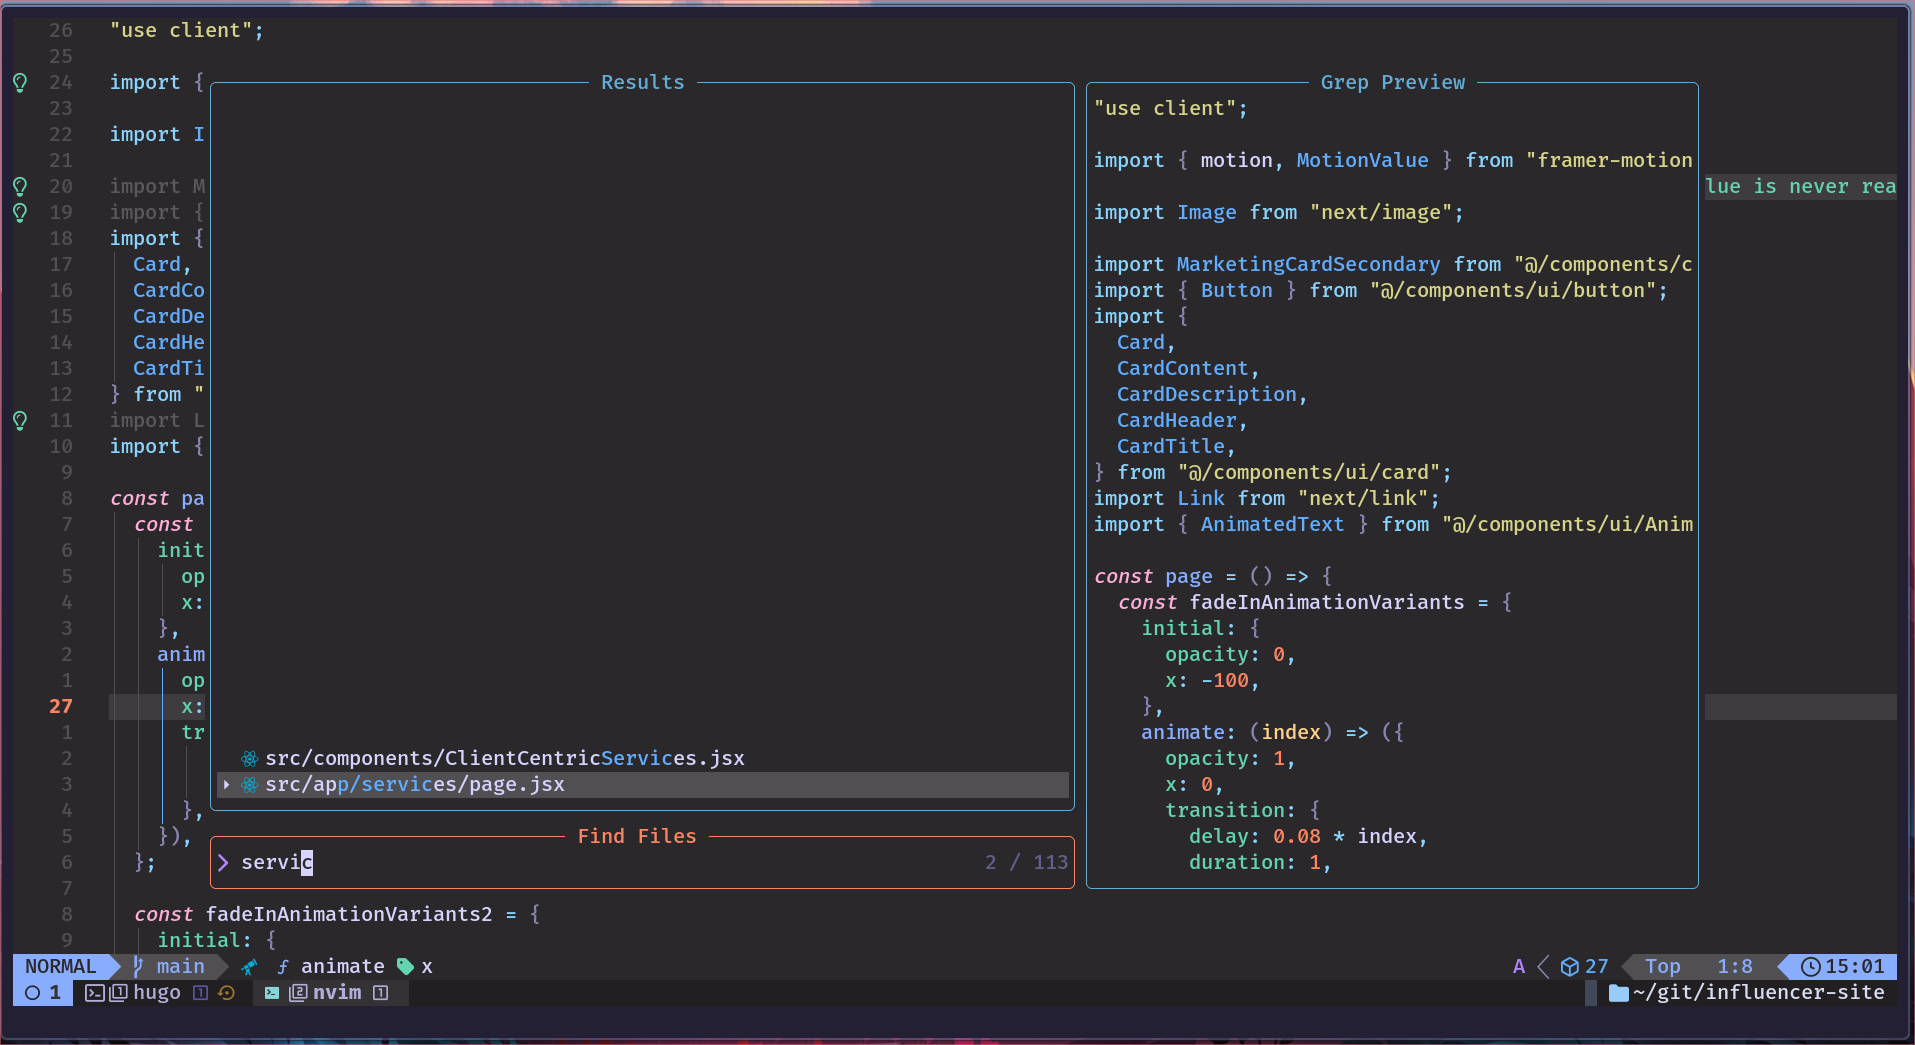 26 "use client";
25
24 import {
23
22 import I
21
20 import M
19 import {
18 import {
17 Card,
16 CardCo
15 CardDe
14 CardHe
13 CardTi
12 } from "
11 import L
10 import {
9
8 const pa
7 const
6 init
5 op
4 x:
3 },
2 anim
1 op
27 x:
1 tr
2
3
4 },
5 }),
6 };
7
8 const fadeInAnimationVariants2 = {
9 initial: {
Results
src/components/ClientCentricServices.jsx
src/app/services/page.jsx
Find Files
> servic 2 / 113
Grep Preview
"use client";
import { motion, MotionValue } from "framer-motion
import Image from "next/image";
import MarketingCardSecondary from "@/components/c
import { Button } from "@/components/ui/button";
import {
Card,
CardContent,
CardDescription,
CardHeader,
CardTitle,
} from "@/components/ui/card";
import Link from "next/link";
import { AnimatedText } from "@/components/ui/Anim
const page = () => {
const fadeInAnimationVariants = {
initial: {
opacity: 0,
x: -100,
},
animate: (index) => ({
opacity: 1,
x: 0,
transition: {
delay: 0.08 * index,
duration: 1,
lue is never rea
NORMAL main f animate x A 27 Top 1:8 15:01
1 1 hugo 1 2 nvim 1 ~/git/influencer-site